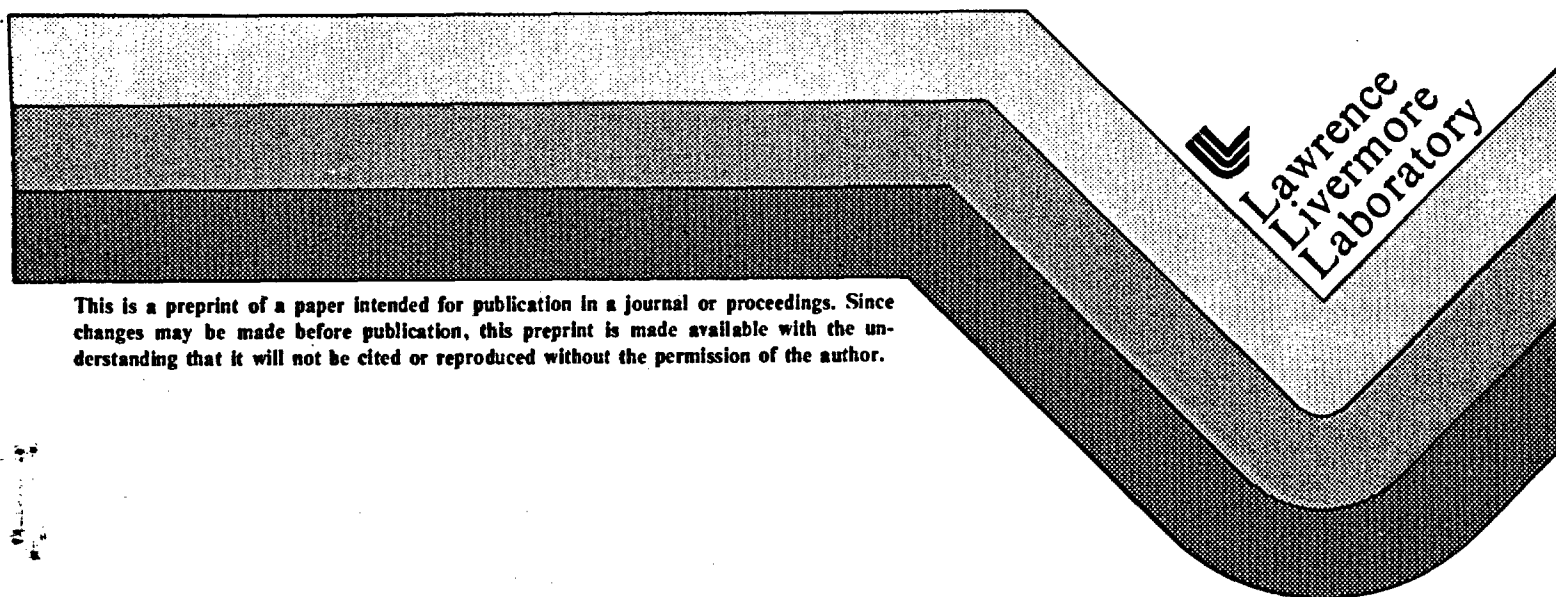 Lawrence
Livermore
Laboratory
This is a preprint of a paper intended for publication in a journal or proceedings. Since
changes may be made before publication, this preprint is made available with the un-
derstanding that it will not be cited or reproduced without the permission of the author.